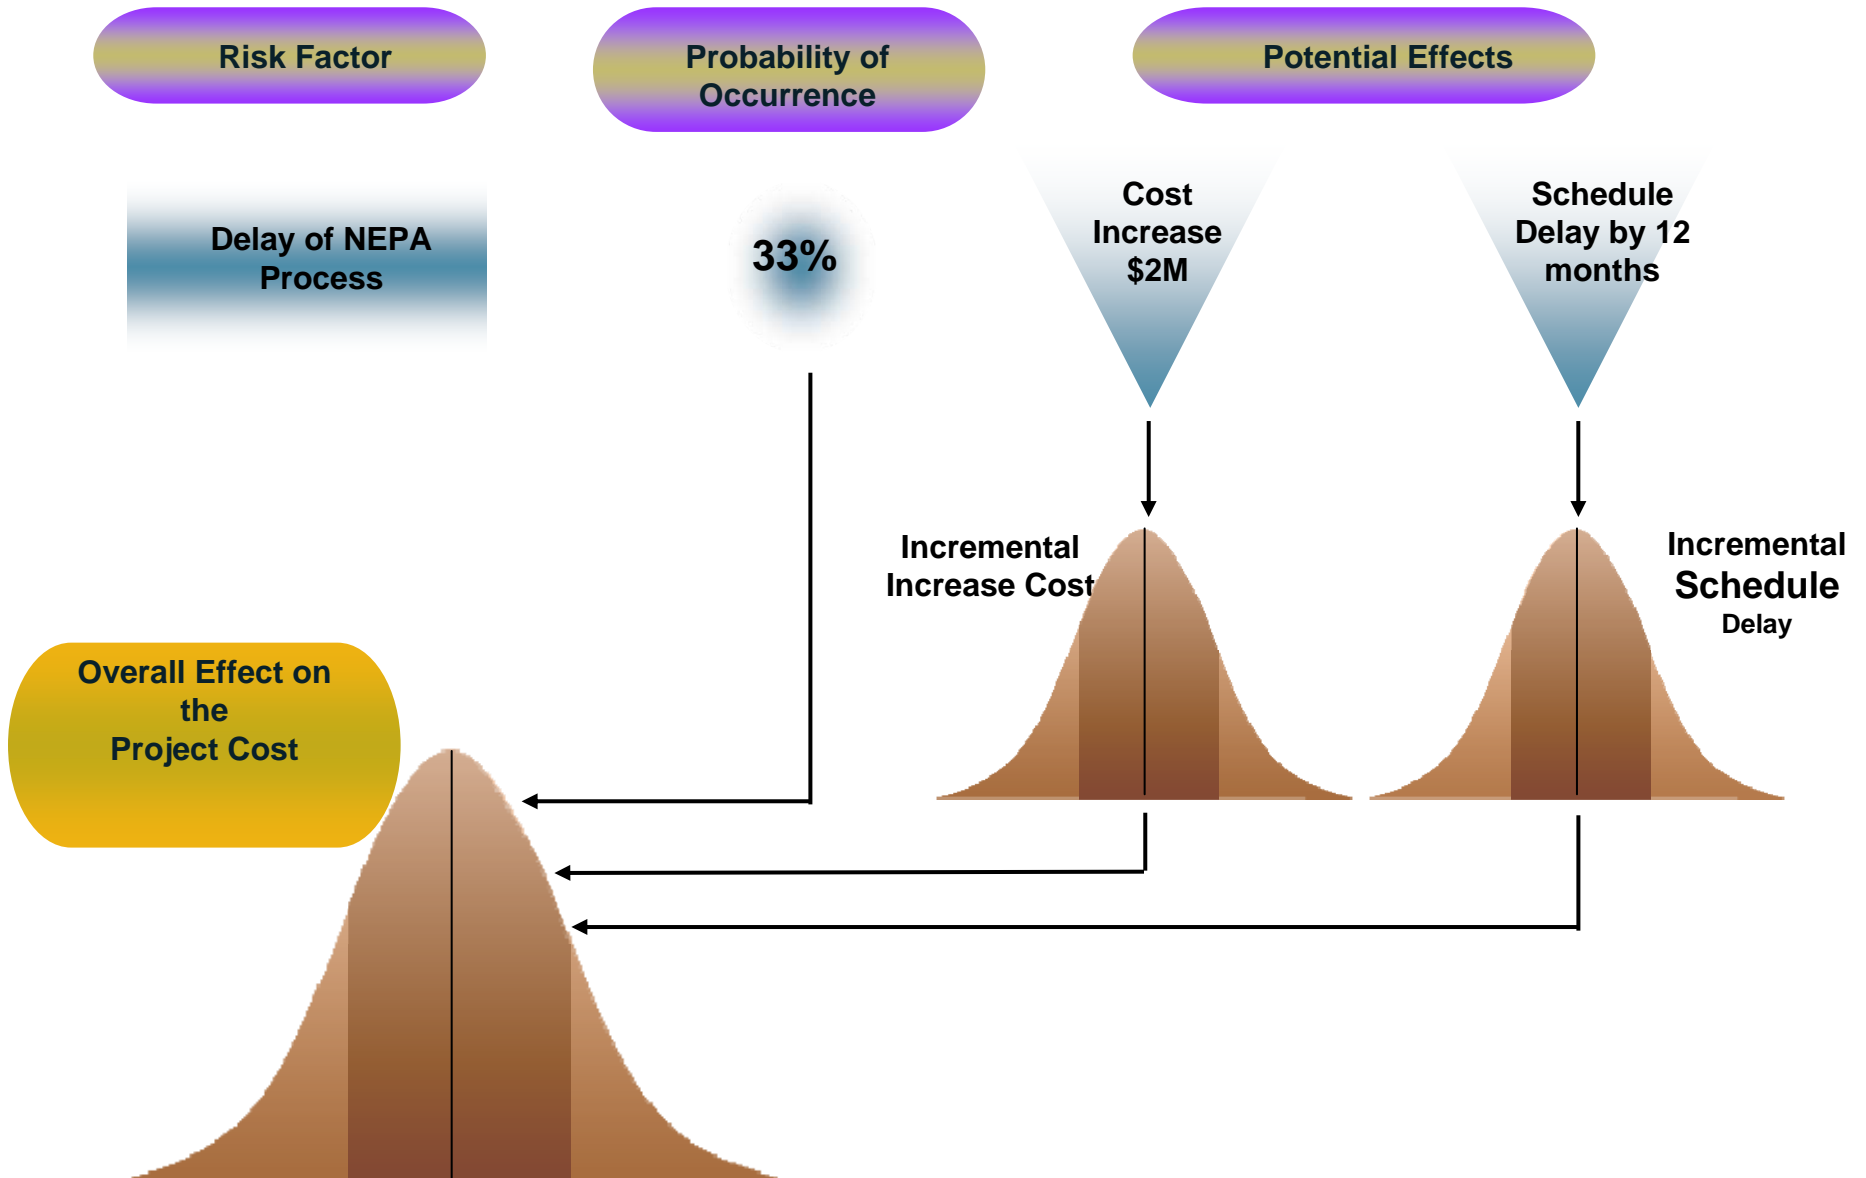 Risk Factor
Probability of
Occurrence
Potential Effects
Delay of NEPA
Process
33%
Cost
Increase
$2M
Schedule
Delay by 12
months
Incremental
Increase Cost
Incremental
Schedule
Delay
Overall Effect on
the
Project Cost